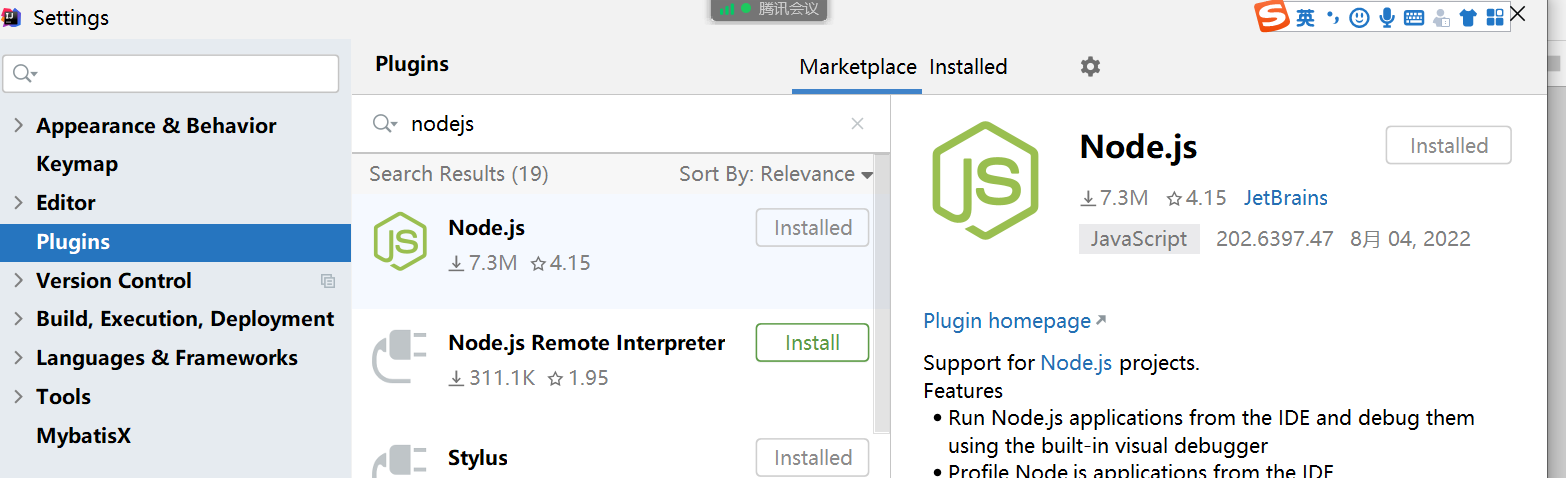 Settings
腾讯会议
英
Plugins
Marketplace
Installed
nodejs
Appearance & Behavior
Keymap
Editor
Plugins
Version Control
Build, Execution, Deployment
Languages & Frameworks
Tools
MybatisX
Search Results (19)
Sort By: Relevance
Node.js
Installed
7.3M
4.15
Node.js Remote Interpreter
Install
311.1K
1.95
Stylus
Installed
JS
JS
Node.js
Installed
7.3M
4.15
JetBrains
JavaScript
202.6397.47
8月 04, 2022
Plugin homepage
Support for Node.js projects.
Features
• Run Node.js applications from the IDE and debug them
using the built-in visual debugger
• Profile Node.js applications from the IDE